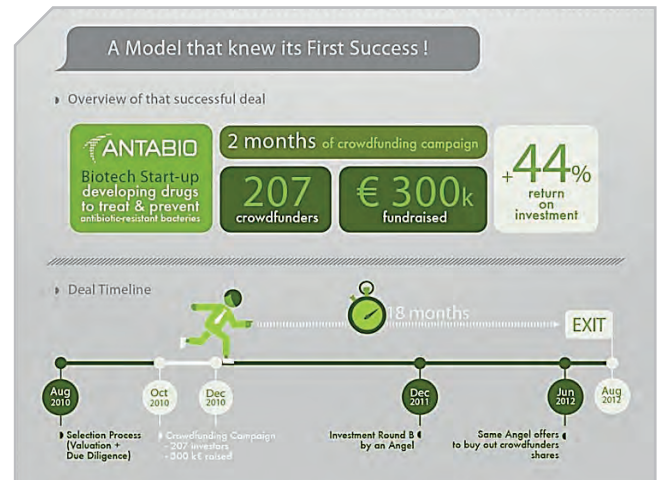 A Model that knew its First Success !
Overview of that successful deal
ANTABIO
Biotech Start-up
developing drugs
to treat & prevent
antibiotic-resistant bacteries
2 months of crowdfunding campaign
207
crowdfunders
€ 300k
fundraised
+44%
return
on
investment
Deal Timeline
18 months
EXIT
Aug
2010
Oct
2010
Dec
2010
Dec
2011
Jun
2012
Aug
2012
Selection Process
(Valuation +
Due Diligence)
Crowdfunding Campaign
- 207 investors
- 300 k€ raised
Investment Round B
by an Angel
Same Angel offers
to buy out crowdfunders
shares